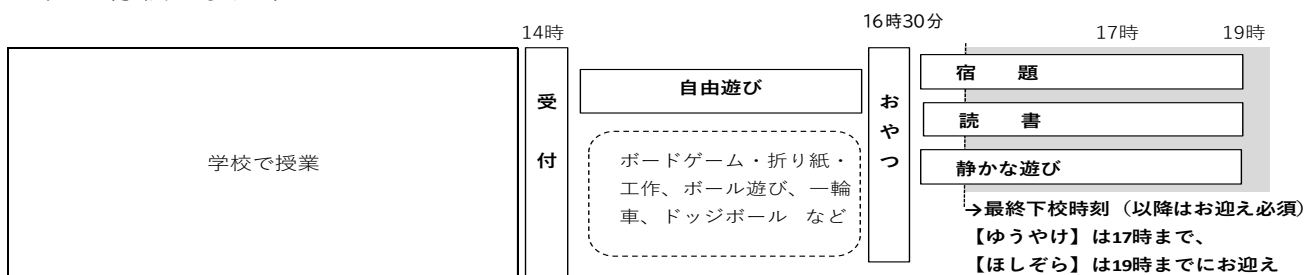 14時
16時30分
17時
19時
学校で授業
受付
自由遊び
ボードゲーム・折り紙・
工作、ボール遊び、一輪
車、ドッジボール など
おやつ
宿 題
読 書
静かな遊び
→最終下校時刻（以降はお迎え必須）
【ゆうやけ】は17時まで、
【ほしぞら】は19時までにお迎え